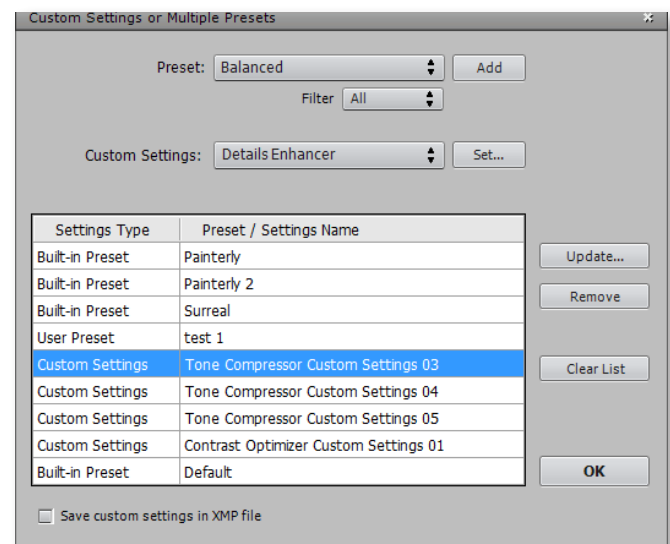 Custom Settings or Multiple Presets
Preset: Balanced Add
Filter All
Custom Settings: Details Enhancer Set...
Settings Type Preset / Settings Name
Built-in Preset Painterly Update...
Built-in Preset Painterly 2
Remove
Built-in Preset Surreal
User Preset test 1
Custom Settings Tone Compressor Custom Settings 03 Clear List
Custom Settings Tone Compressor Custom Settings 04
Custom Settings Tone Compressor Custom Settings 05
Custom Settings Contrast Optimizer Custom Settings 01
Built-in Preset Default OK
Save custom settings in XMP file